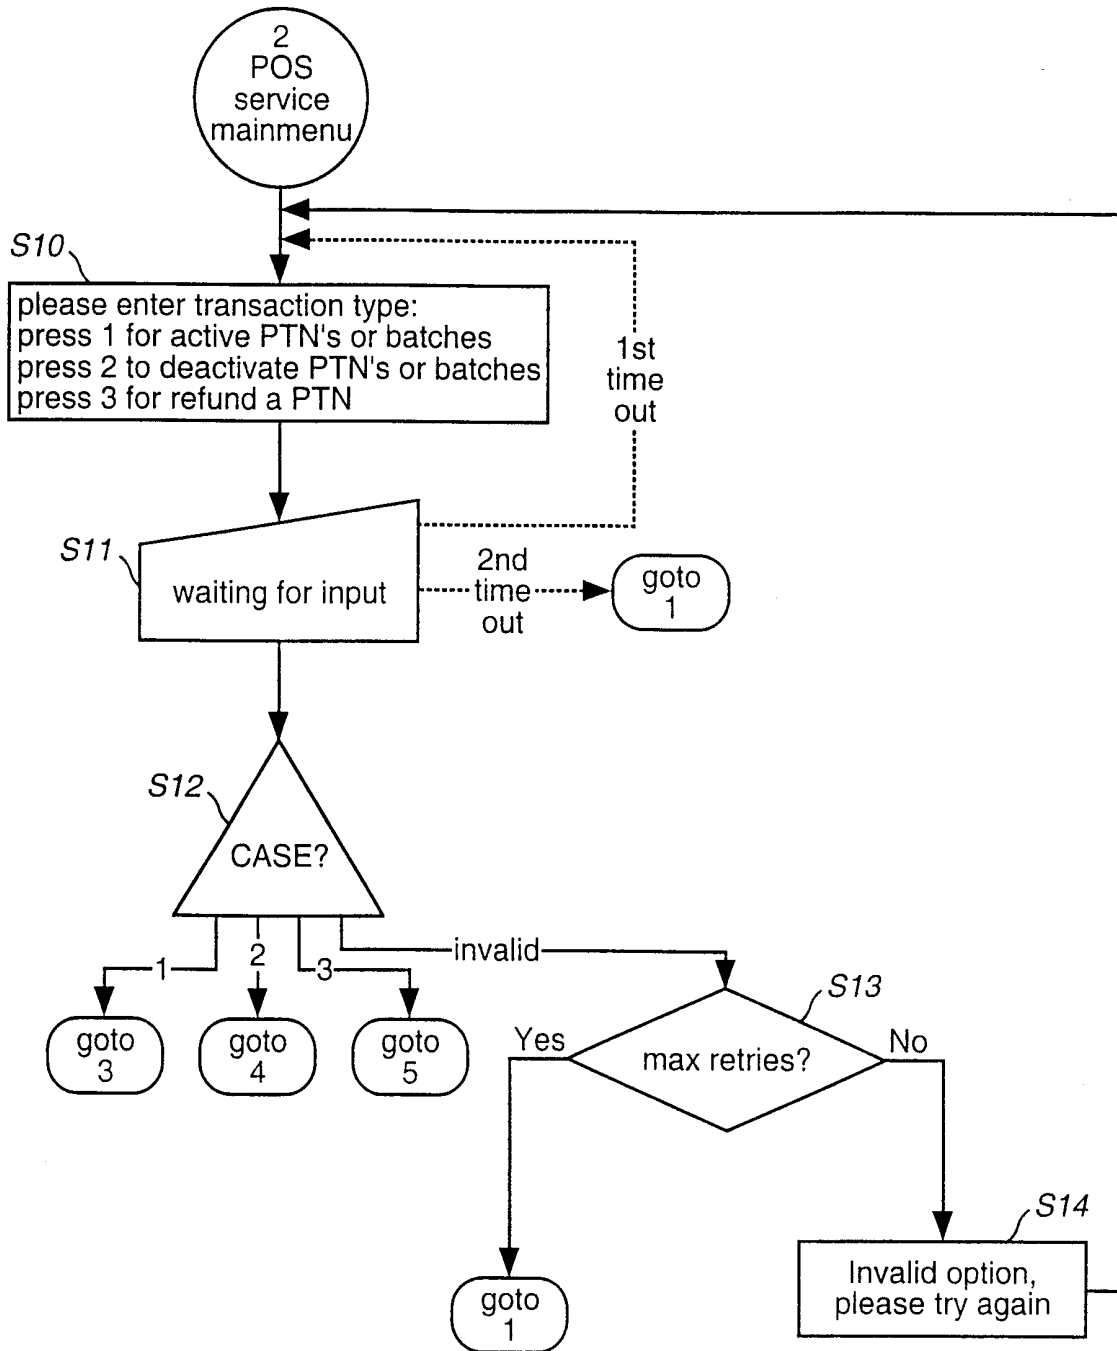 2
POS
service
mainmenu
S10
please enter transaction type:
press 1 for active PTN's or batches
press 2 to deactivate PTN's or batches
press 3 for refund a PTN
1st
time
out
S11
waiting for input
2nd
time
out
goto
1
S12
CASE?
1
2
3
invalid
goto
3
goto
4
goto
5
S13
Yes
max retries?
No
goto
1
S14
Invalid option,
please try again